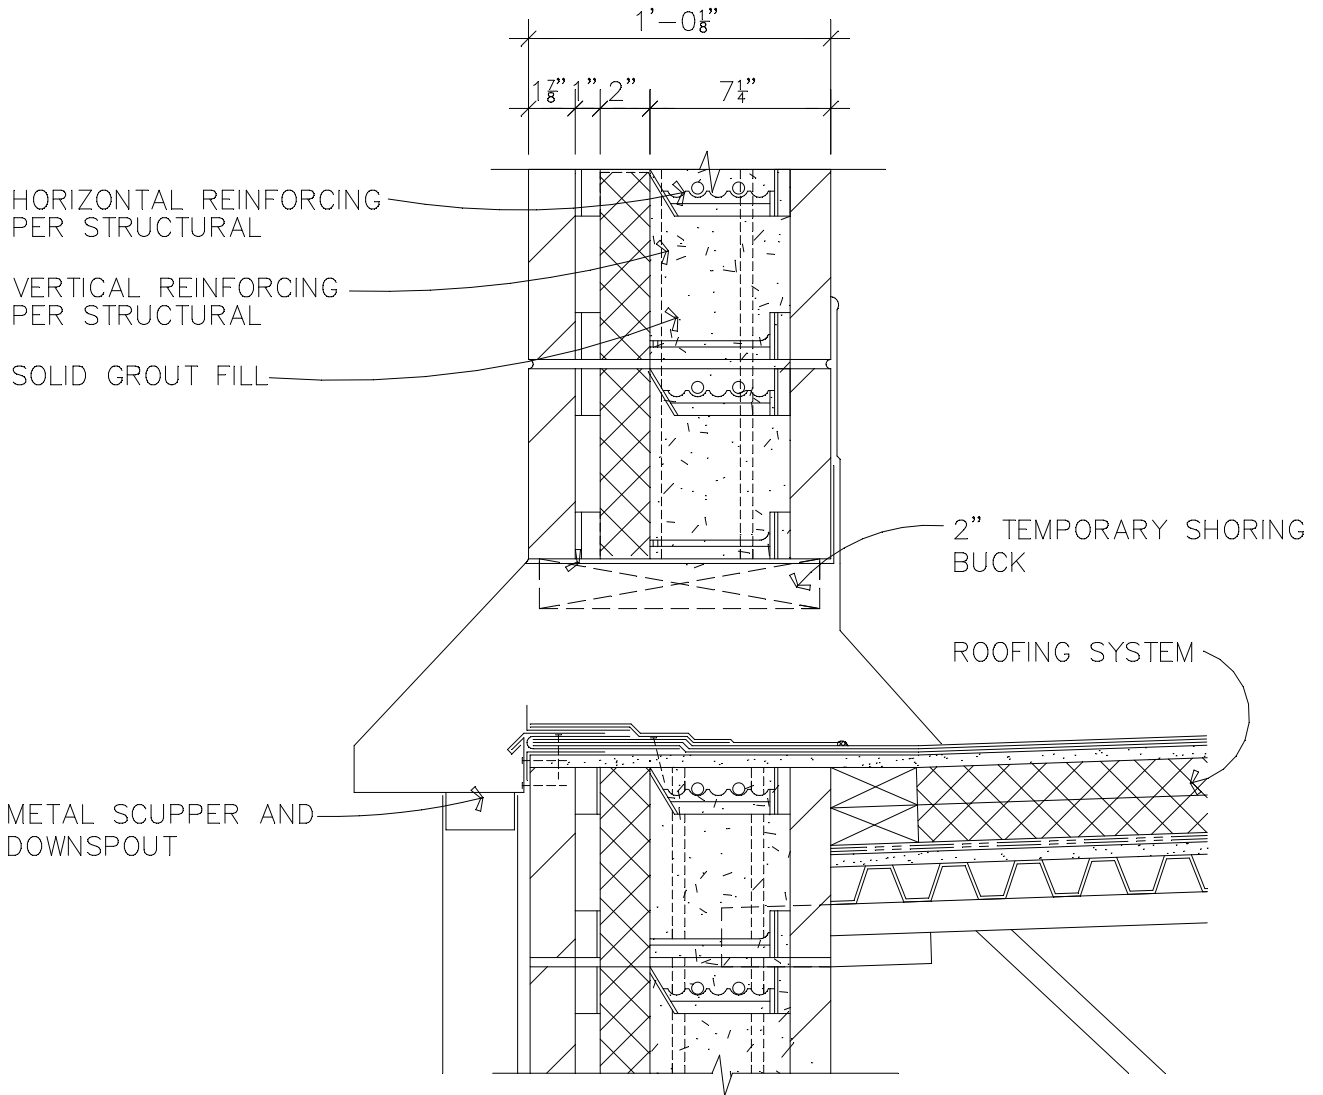 1'-0⅛"
1⅞" 1" 2" 7¼"
HORIZONTAL REINFORCING
PER STRUCTURAL
VERTICAL REINFORCING
PER STRUCTURAL
SOLID GROUT FILL
2" TEMPORARY SHORING
BUCK
ROOFING SYSTEM
METAL SCUPPER AND
DOWNSPOUT